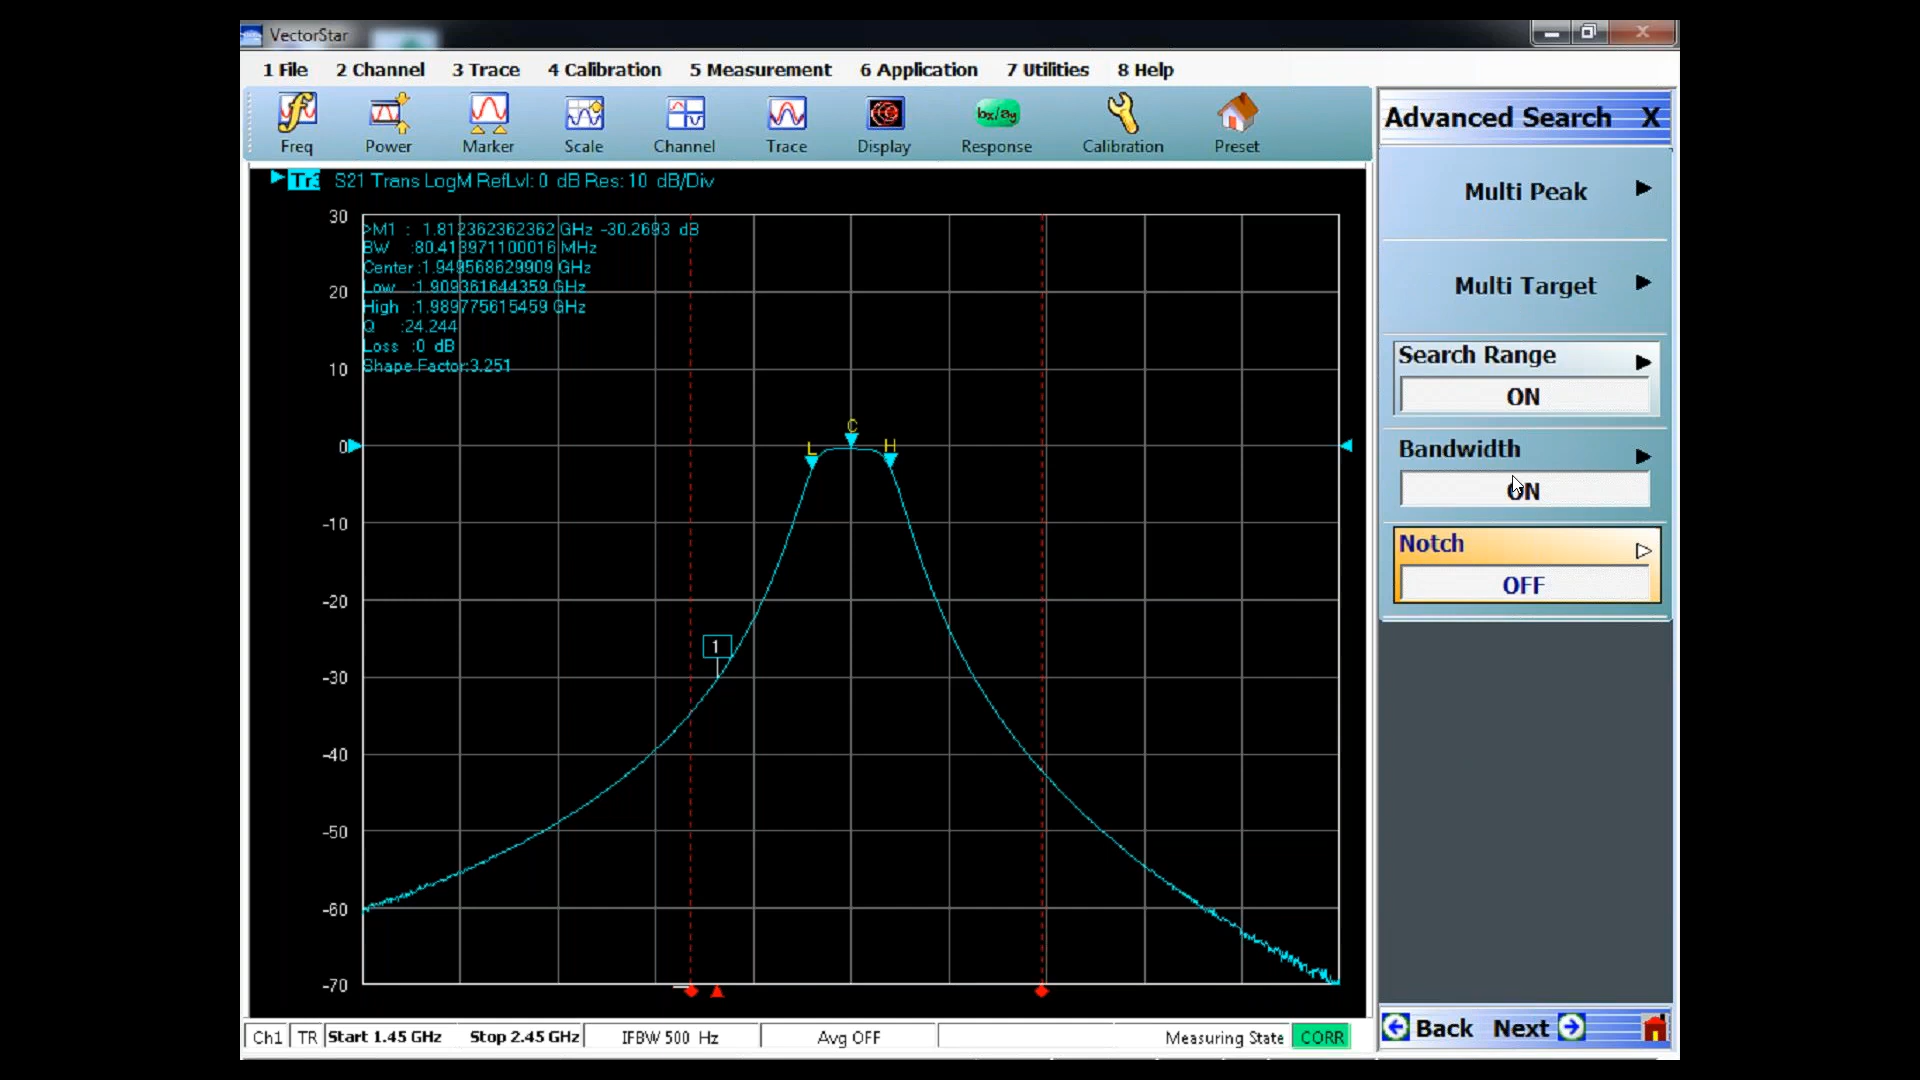 VectorStar
1 File 2 Channel 3 Trace 4 Calibration 5 Measurement 6 Application 7 Utilities 8 Help
Freq Power Marker Scale Channel Trace Display bx/ay Response Calibration Preset
Advanced Search X
Tr3 S21 Trans LogM RefLvl: 0 dB Res: 10 dB/Div
Multi Peak
30
>M1 : 1.812362362362 GHz -30.2693 dB
BW :80.413971100016 MHz
Center :1.949568629909 GHz
Low :1.909361644359 GHz
20
Multi Target
High :1.989775615459 GHz
Q :24.244
Loss :0 dB
Shape Factor:3.251
10
Search Range
ON
C
L H
0
Bandwidth
ON
-10
Notch
OFF
-20
1
-30
-40
-50
-60
-70
Ch1 TR Start 1.45 GHz Stop 2.45 GHz IFBW 500 Hz Avg OFF Measuring State CORR
Back Next